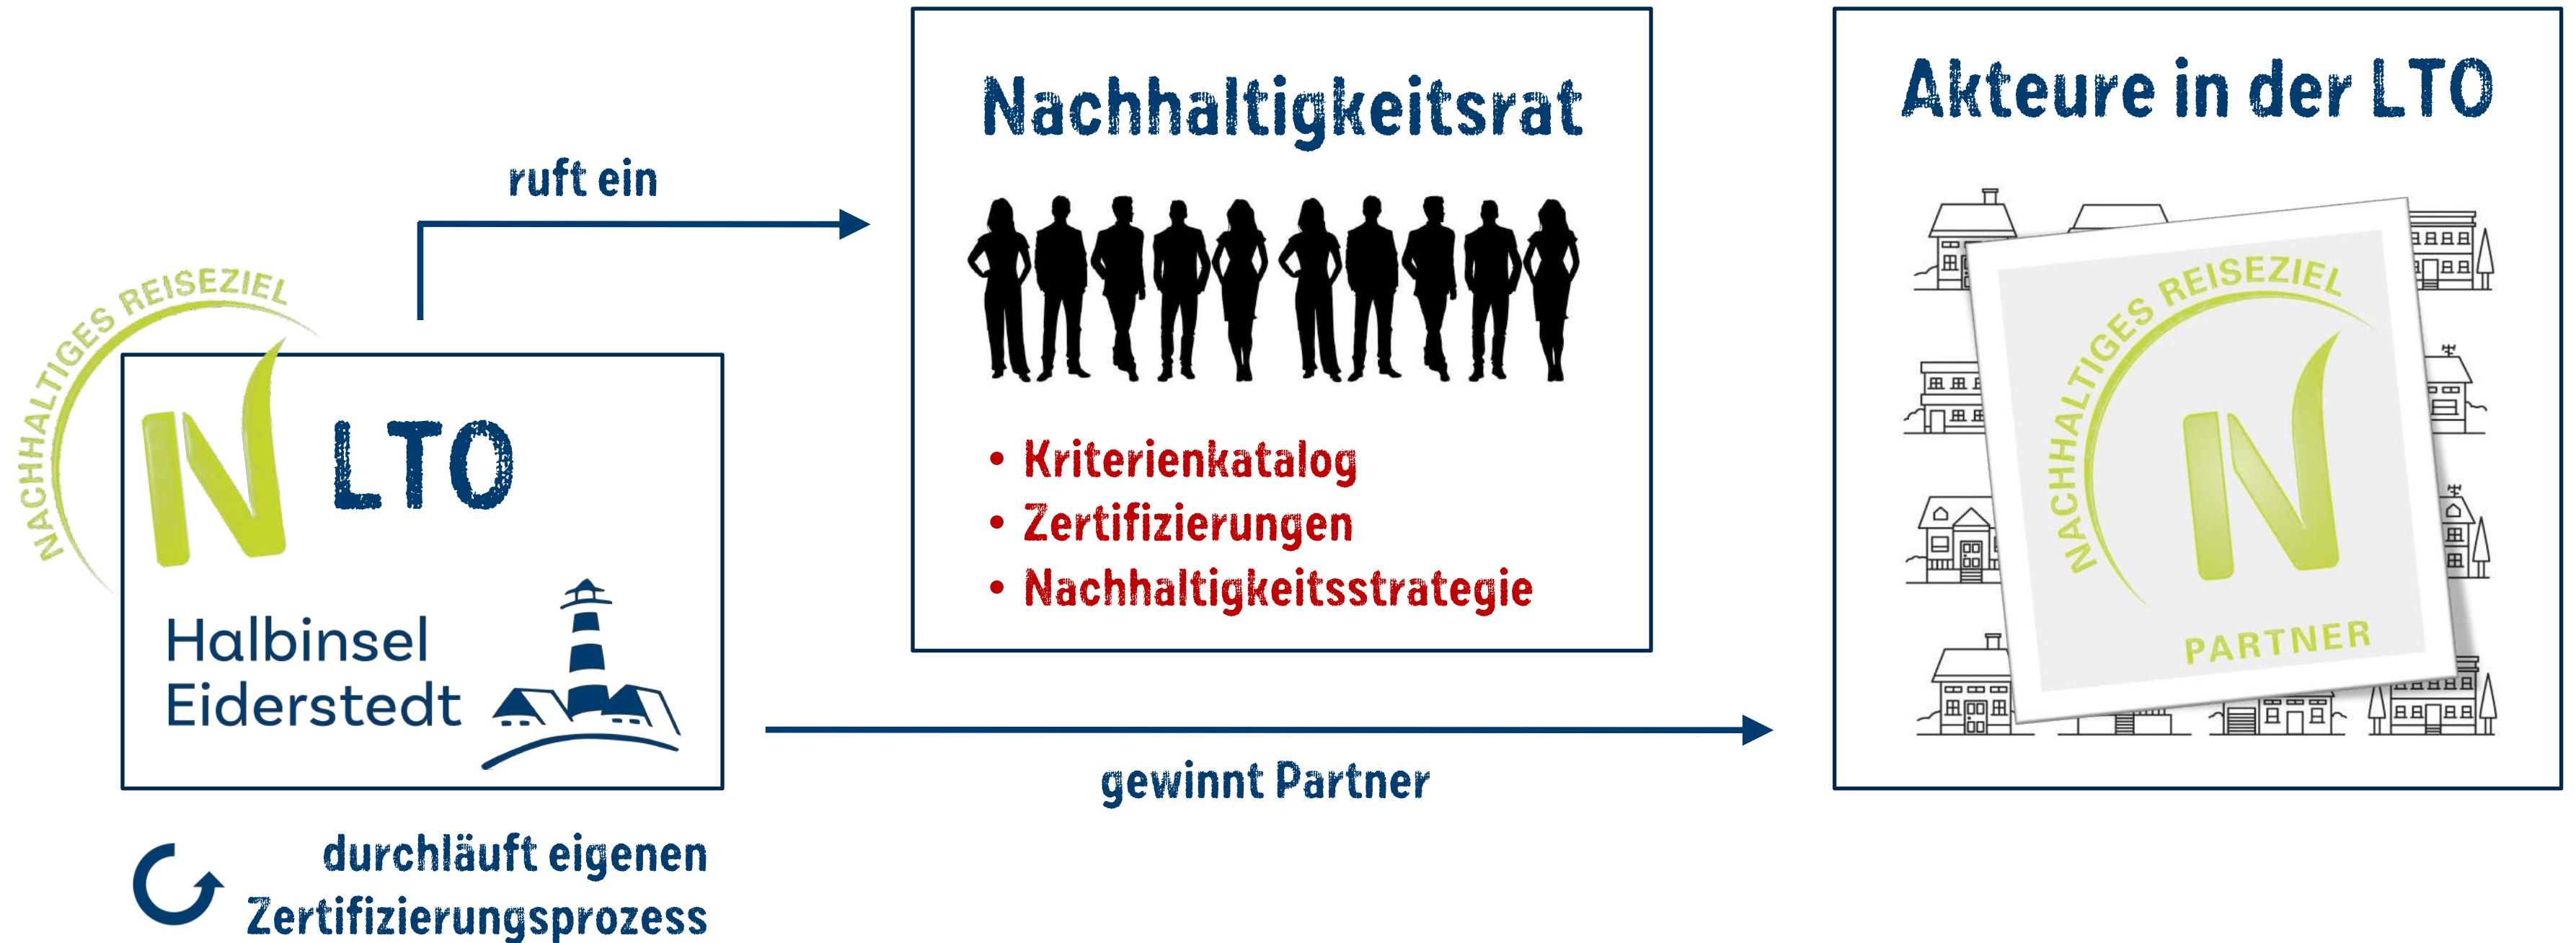 NACHHALTIGES REISEZIEL
N
LTO
Halbinsel
Eiderstedt
durchläuft eigenen
Zertifizierungsprozess
ruft ein
Nachhaltigkeitsrat
• Kriterienkatalog
• Zertifizierungen
• Nachhaltigkeitsstrategie
gewinnt Partner
Akteure in der LTO
NACHHALTIGES REISEZIEL
N
PARTNER